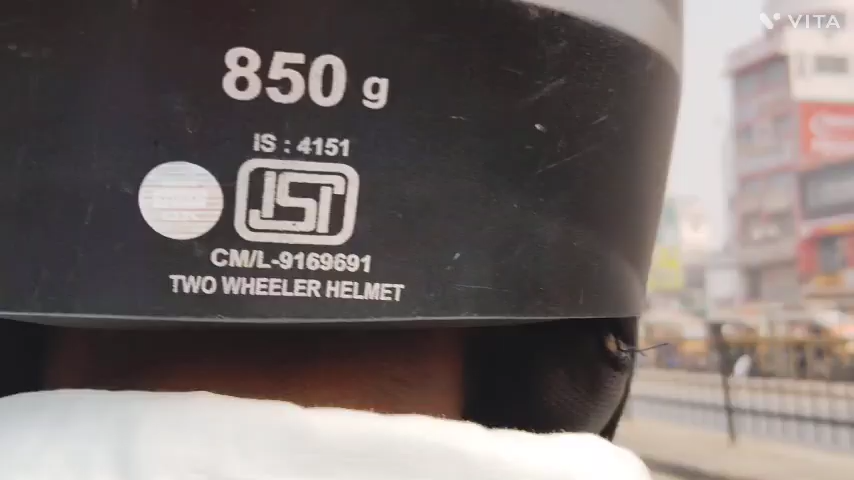 VITA
850 g
IS : 4151
ISI
CM/L-9169691
TWO WHEELER HELMET